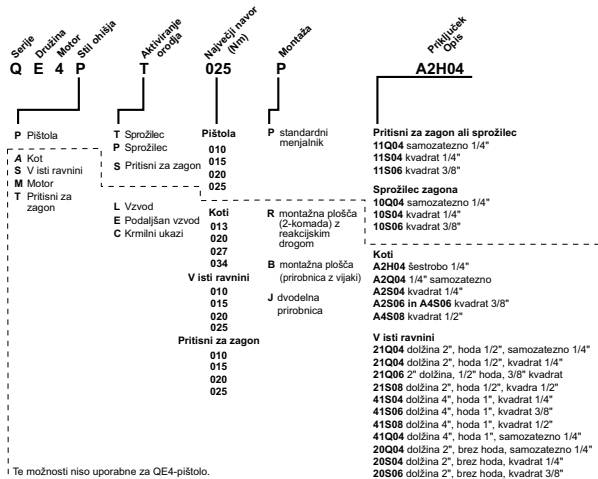 Serije
Družina
Motor
Stil ohišja
Aktiviranje
orodja
Največji navor
(Nm)
Montaža
Priključek
Opis
Q E 4 P T 025 P A2H04
P Pištola
A Kot
S V isti ravnini
M Motor
T Pritisni za
zagon
T Sprožilec
P Sprožilec
S Pritisni za zagon
L Vzvod
E Podaljšan vzvod
C Krmilni ukazi
Pištola
010
015
020
025
Koti
013
020
027
034
V isti ravnini
010
015
020
025
Pritisni za zagon
010
015
020
025
P standardni
menjalnik
R montažna plošča
(2-komada) z
reakcijskim
drogom
B montažna plošča
(prirobnica z vijaki)
J dvodelna
prirobnica
Pritisni za zagon ali sprožilec
11Q04 samozatezno 1/4"
11S04 kvadrat 1/4"
11S06 kvadrat 3/8"
Sprožilec zagona
10Q04 samozatezno 1/4"
10S04 kvadrat 1/4"
10S06 kvadrat 3/8"
Koti
A2H04 šestrobo 1/4"
A2Q04 1/4" samozatezno
A2S04 kvadrat 1/4"
A2S06 in A4S06 kvadrat 3/8"
A4S08 kvadrat 1/2"
V isti ravnini
21Q04 dolžina 2", hoda 1/2", samozatezno 1/4"
21Q04 dolžina 2", hoda 1/2", kvadrat 1/4"
21Q06 2" dolžina, 1/2" hoda, 3/8" kvadrat
21S08 dolžina 2", hoda 1/2", kvadra 1/2"
41S04 dolžina 4", hoda 1", kvadrat 1/4"
41S06 dolžina 4", hoda 1", kvadrat 3/8"
41S08 dolžina 4", hoda 1", kvadrat 1/2"
41Q04 dolžina 4", hoda 1", samozatezno 1/4"
20Q04 dolžina 2", brez hoda, samozatezno 1/4"
20S04 dolžina 2", brez hoda, kvadrat 1/4"
20S06 dolžina 2", brez hoda, kvadrat 3/8"
Te možnosti niso uporabne za QE4-pištolo.